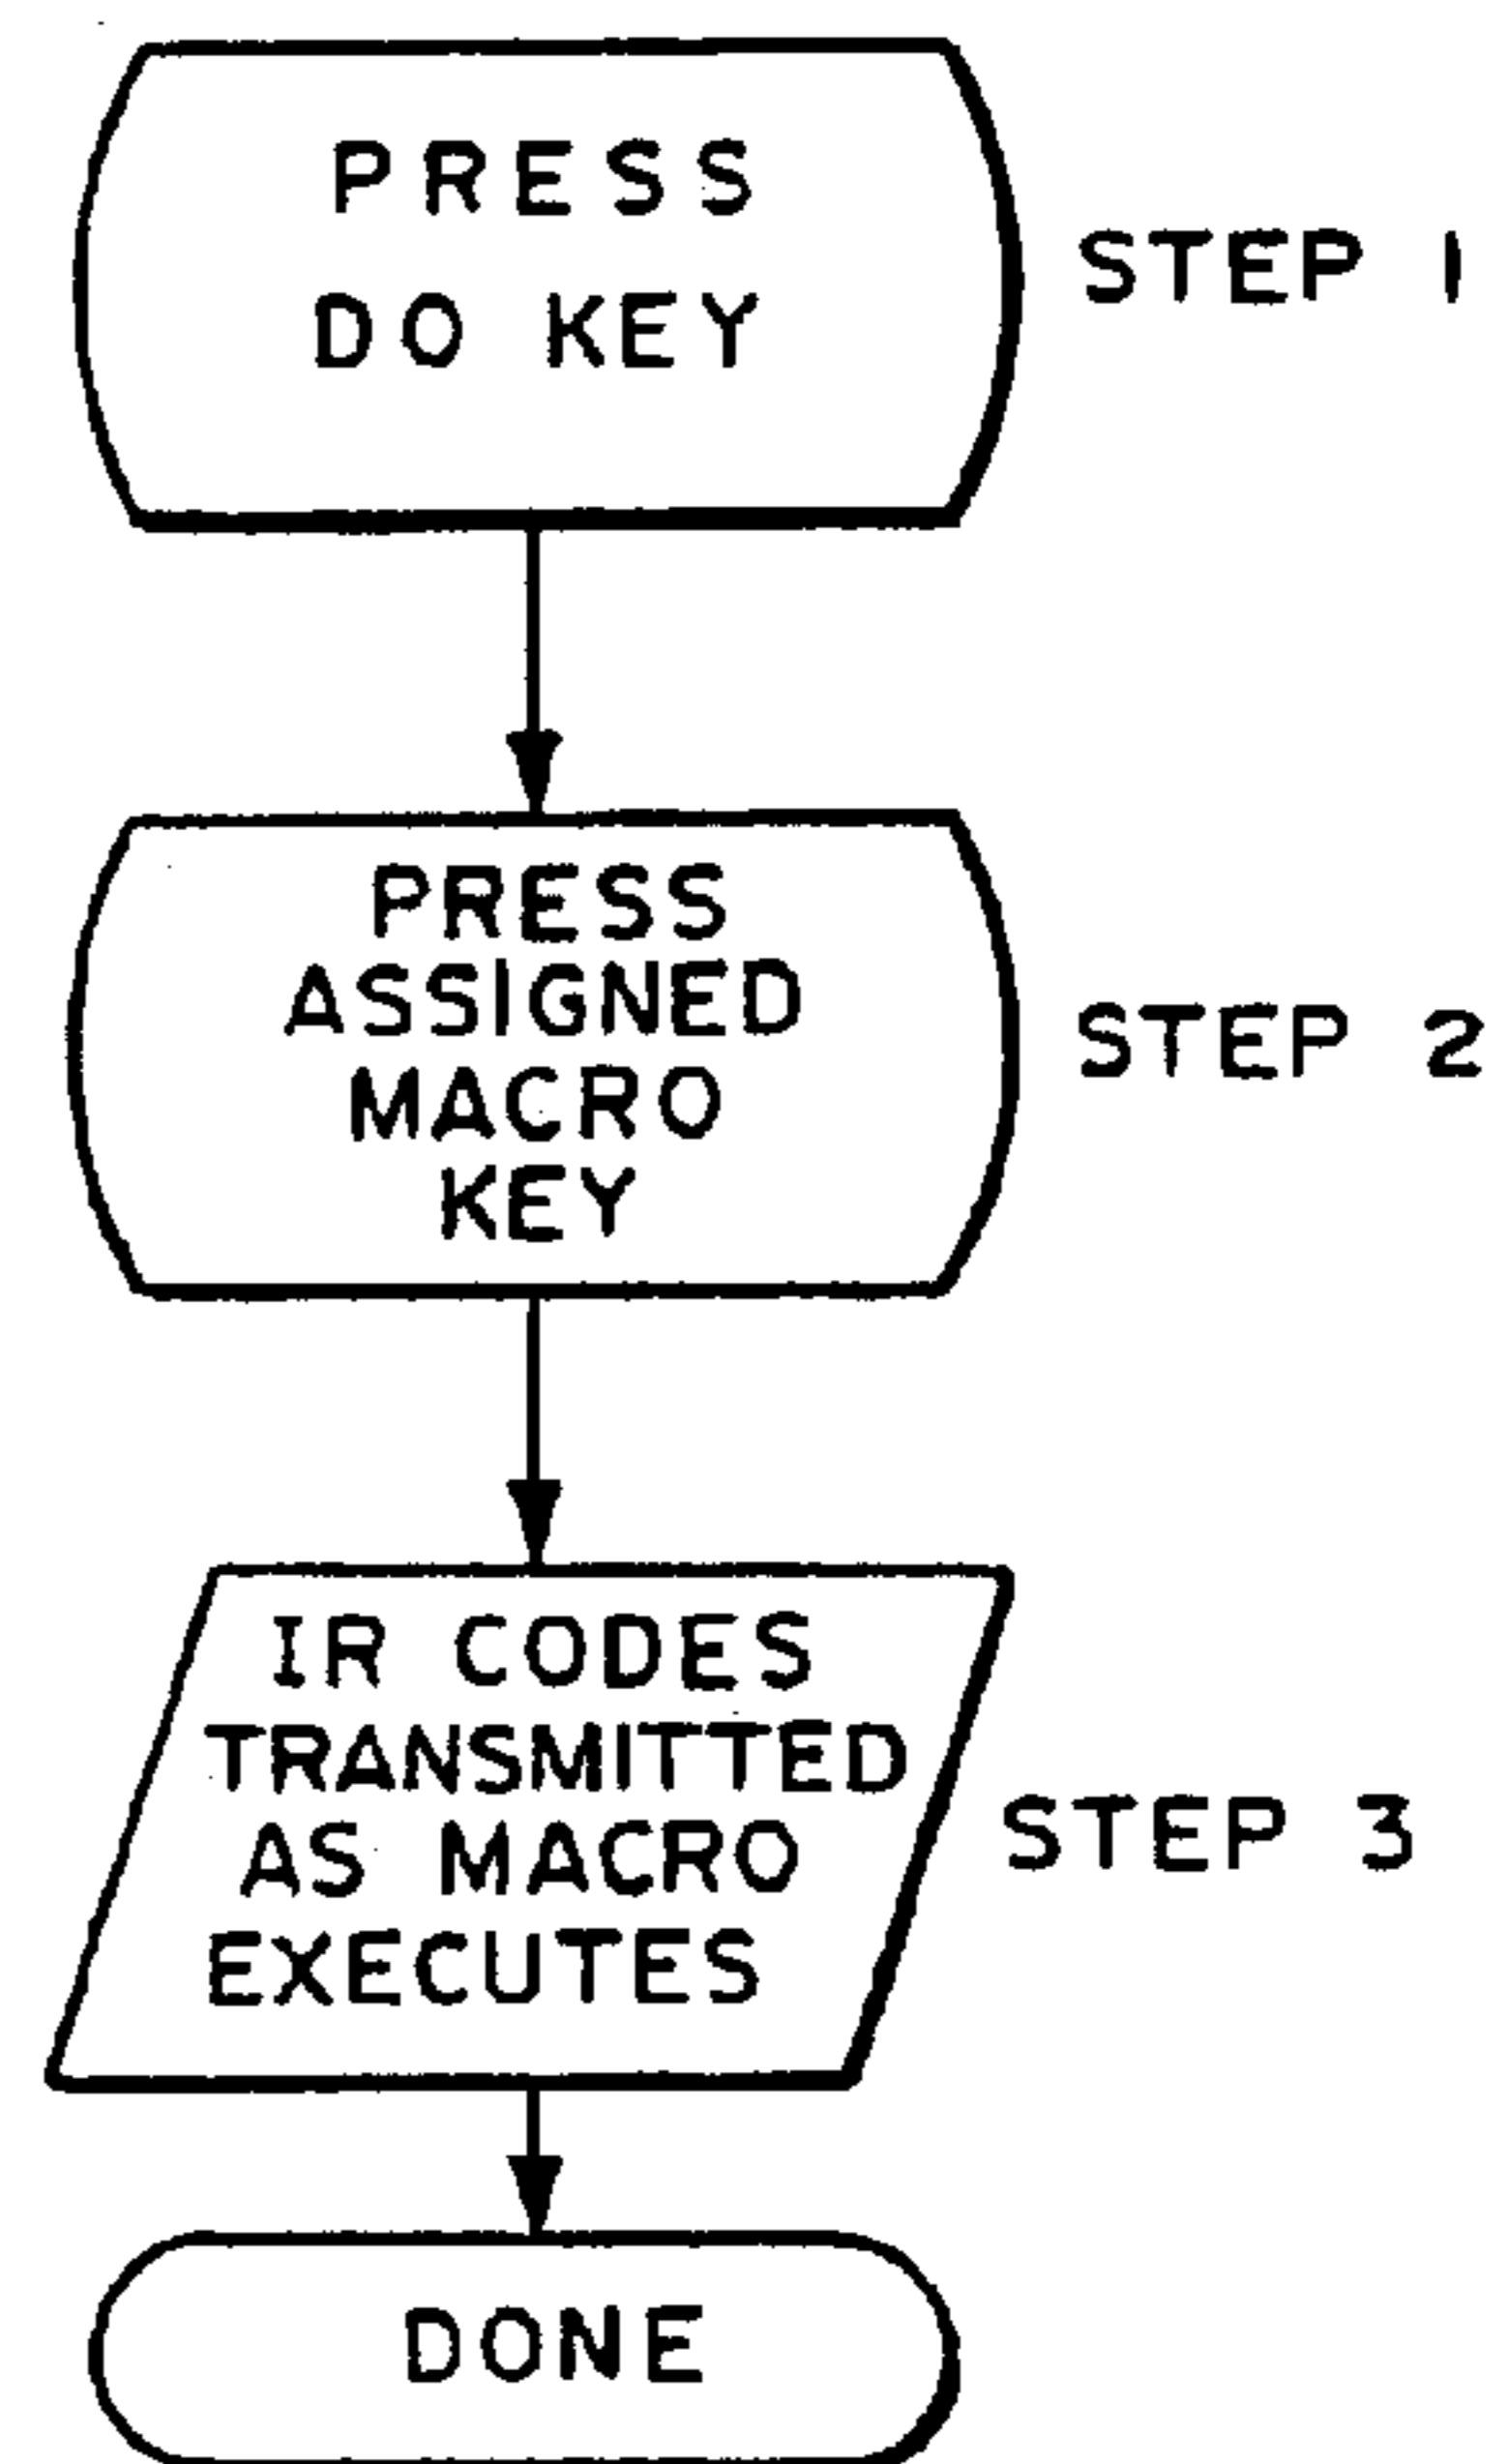 PRESS
DO KEY
STEP 1
PRESS
ASSIGNED
MACRO
KEY
STEP 2
IR CODES
TRANSMITTED
AS MACRO
EXECUTES
STEP 3
DONE